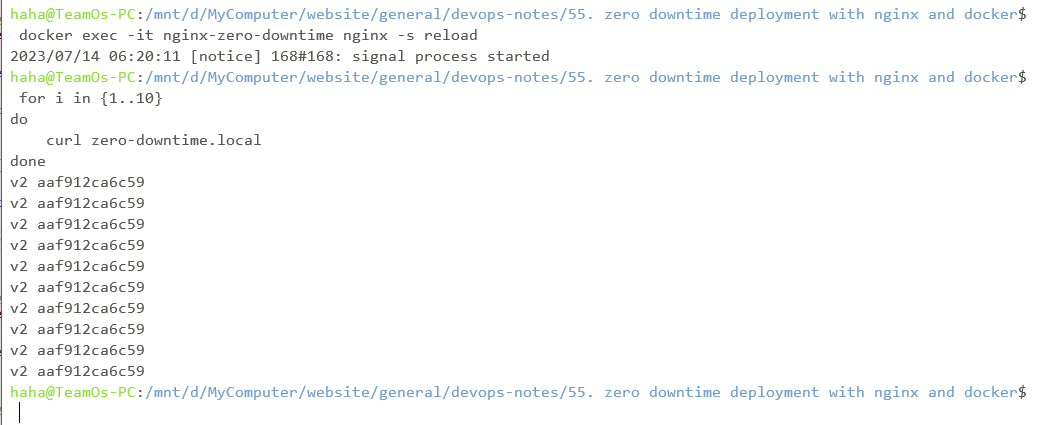 haha@TeamOs-PC:/mnt/d/MyComputer/website/general/devops-notes/55. zero downtime deployment with nginx and docker$
docker exec -it nginx-zero-downtime nginx -s reload
2023/07/14 06:20:11 [notice] 168#168: signal process started
haha@TeamOs-PC:/mnt/d/MyComputer/website/general/devops-notes/55. zero downtime deployment with nginx and docker$
for i in {1..10}
do
    curl zero-downtime.local
done
v2 aaf912ca6c59
v2 aaf912ca6c59
v2 aaf912ca6c59
v2 aaf912ca6c59
v2 aaf912ca6c59
v2 aaf912ca6c59
v2 aaf912ca6c59
v2 aaf912ca6c59
v2 aaf912ca6c59
v2 aaf912ca6c59
haha@TeamOs-PC:/mnt/d/MyComputer/website/general/devops-notes/55. zero downtime deployment with nginx and docker$